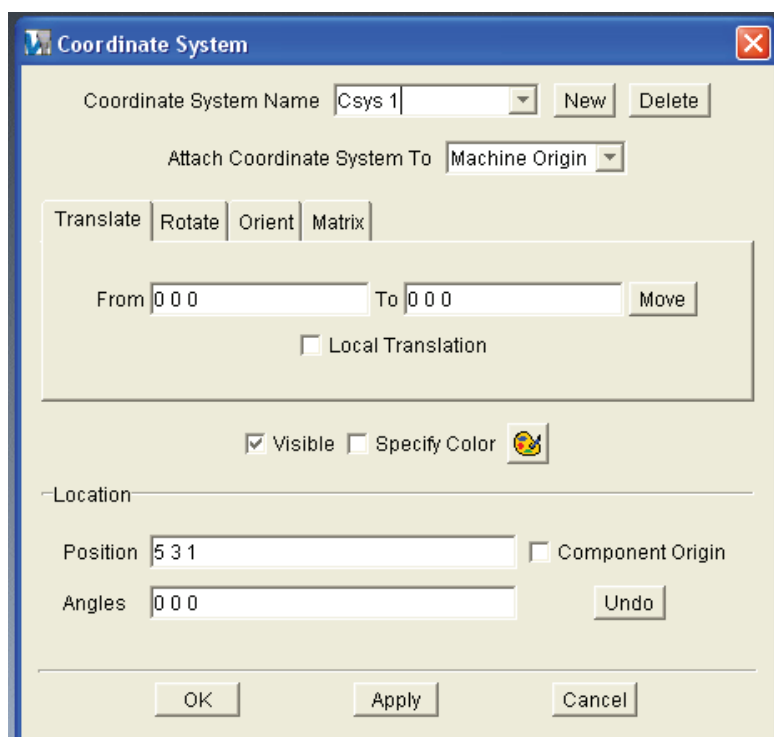 Coordinate System
Coordinate System Name Csys 1 New Delete
Attach Coordinate System To Machine Origin
Translate Rotate Orient Matrix
From 0 0 0 To 0 0 0 Move
Local Translation
Visible Specify Color
Location
Position 5 3 1 Component Origin
Angles 0 0 0 Undo
OK Apply Cancel